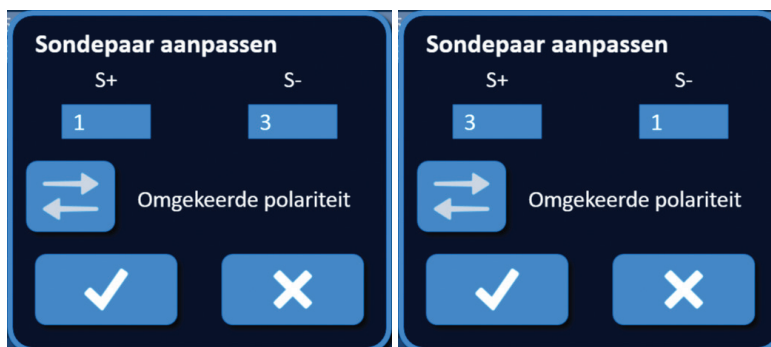 Sondepaar aanpassen
S+ S-
1 3
Omgekeerde polariteit
Sondepaar aanpassen
S+ S-
3 1
Omgekeerde polariteit